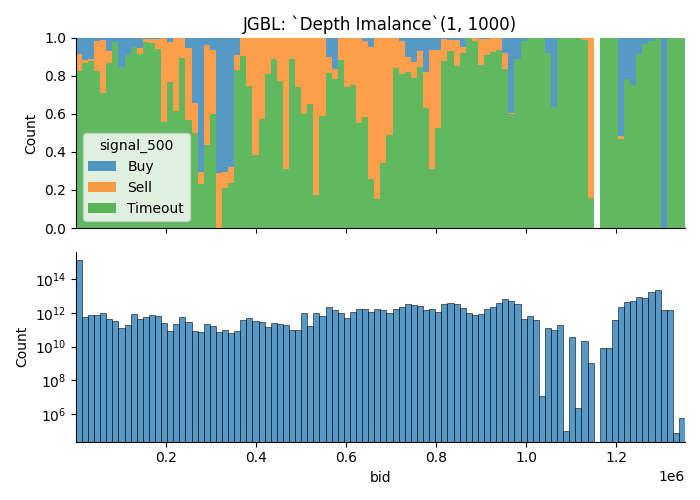 JGBL: `Depth Imalance`(1, 1000)
1.0
0.8
0.6
0.4
0.2
0.0
Count
signal_500
Buy
Sell
Timeout
10^14
10^12
10^10
10^8
10^6
Count
0.2 0.4 0.6 0.8 1.0 1.2
1e6
bid